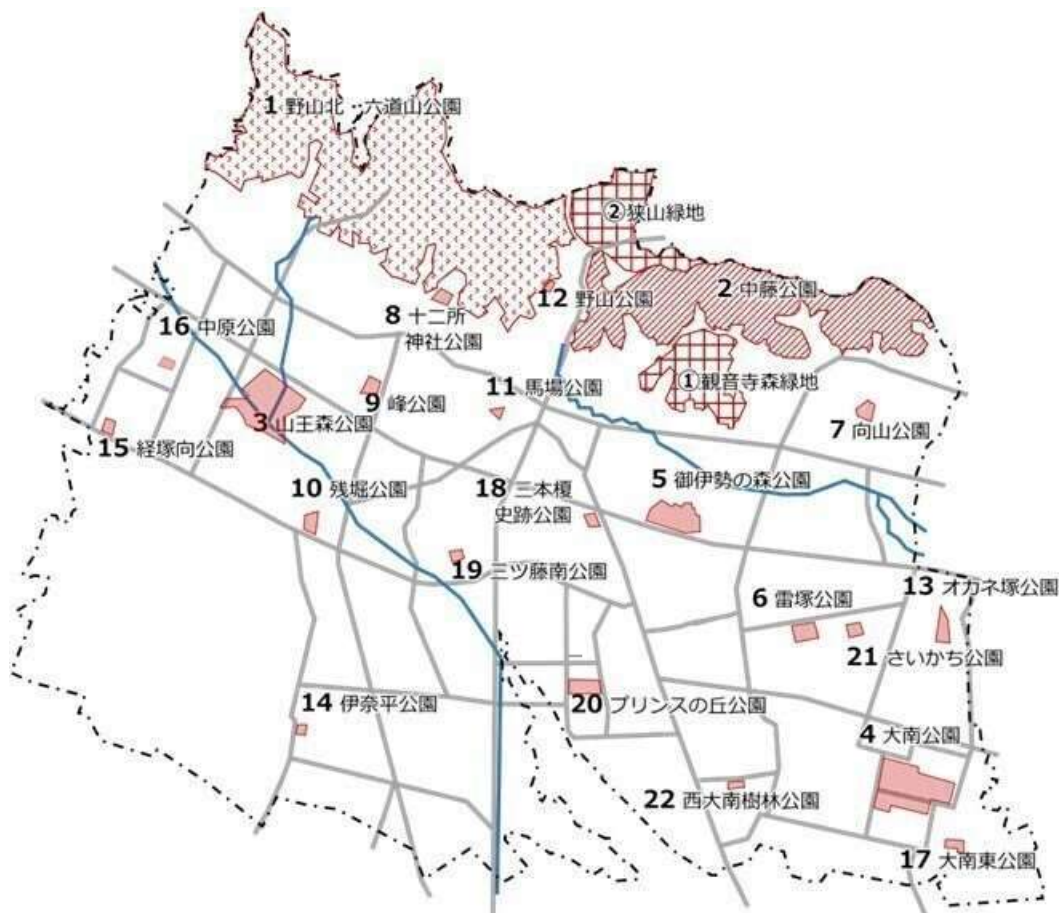 1 野山北・六道山公園
②狭山緑地
2 中藤公園
12 野山公園
8 十二所
神社公園
16 中原公園
①観音寺森緑地
11 馬場公園
9 峰公園
3 山王森公園
7 向山公園
15 経塚向公園
5 御伊勢の森公園
10 残堀公園
18 三本榎
史跡公園
19 三ツ藤南公園
13 オカネ塚公園
6 雷塚公園
21 さいかち公園
14 伊奈平公園
20 プリンスの丘公園
4 大南公園
22 西大南樹林公園
17 大南東公園